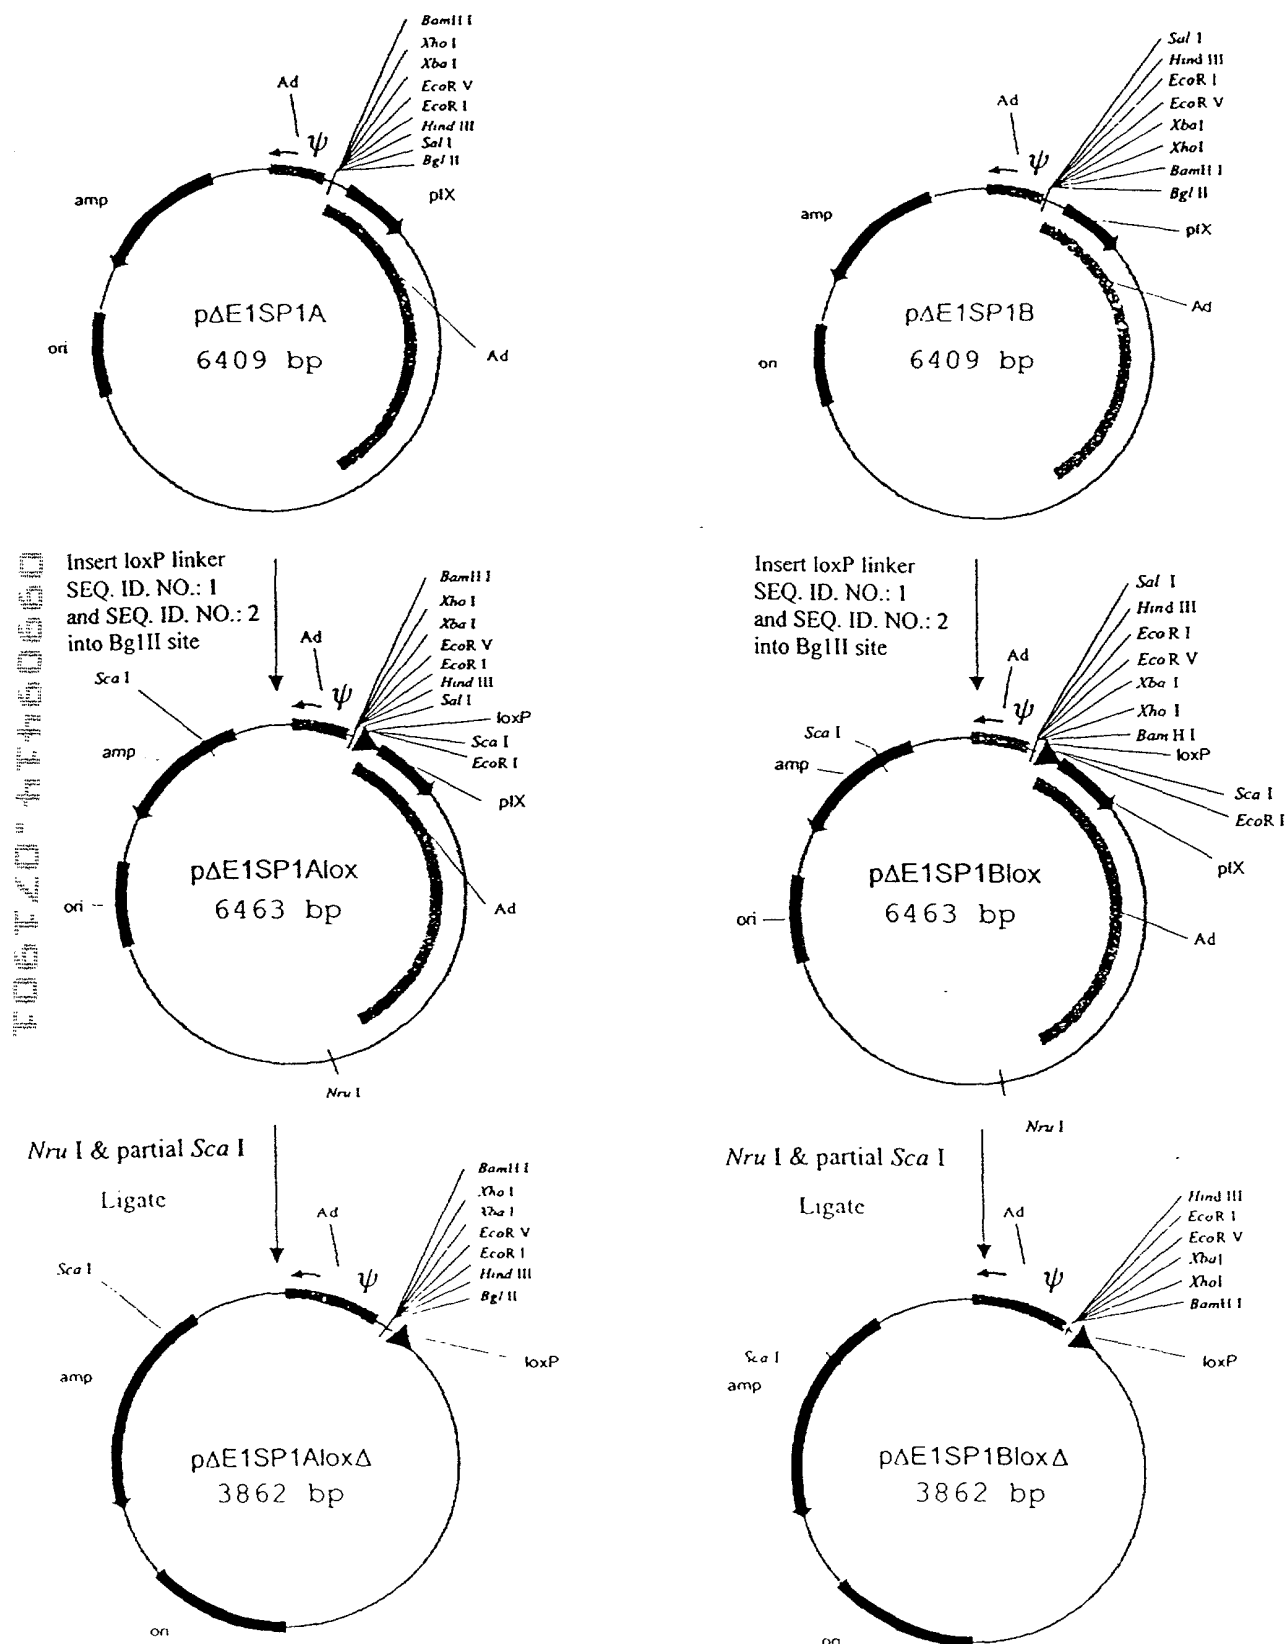 BamH I
Xho I
Xba I
EcoR V
EcoR I
Hind III
Sal I
Bgl II
Ad
ψ
pIX
amp
pΔE1SP1A
6409 bp
ori
Ad
Sal I
Hind III
EcoR I
EcoR V
Xba I
Xho I
BamH I
Bgl II
Ad
ψ
pIX
amp
pΔE1SP1B
6409 bp
ori
Ad
Insert loxP linker
SEQ. ID. NO.: 1
and SEQ. ID. NO.: 2
into Bg1II site
BamH I
Xho I
Xba I
EcoR V
EcoR I
Hind III
Sal I
loxP
Sca I
EcoR I
Ad
ψ
Sca I
amp
pIX
pΔE1SP1Alox
6463 bp
ori
Ad
Nru I
Insert loxP linker
SEQ. ID. NO.: 1
and SEQ. ID. NO.: 2
into Bg1II site
Sal I
Hind III
EcoR I
EcoR V
Xba I
Xho I
BamH I
loxP
Sca I
EcoR I
Ad
ψ
Sca I
amp
pIX
pΔE1SP1Blox
6463 bp
ori
Ad
Nru I
Nru I & partial Sca I
Ligate
BamH I
Xho I
Xba I
EcoR V
EcoR I
Hind III
Bgl II
Ad
ψ
loxP
Sca I
amp
pΔE1SP1AloxΔ
3862 bp
ori
Nru I & partial Sca I
Ligate
Hind III
EcoR I
EcoR V
Xba I
Xho I
BamH I
Ad
ψ
loxP
Sca I
amp
pΔE1SP1BloxΔ
3862 bp
ori